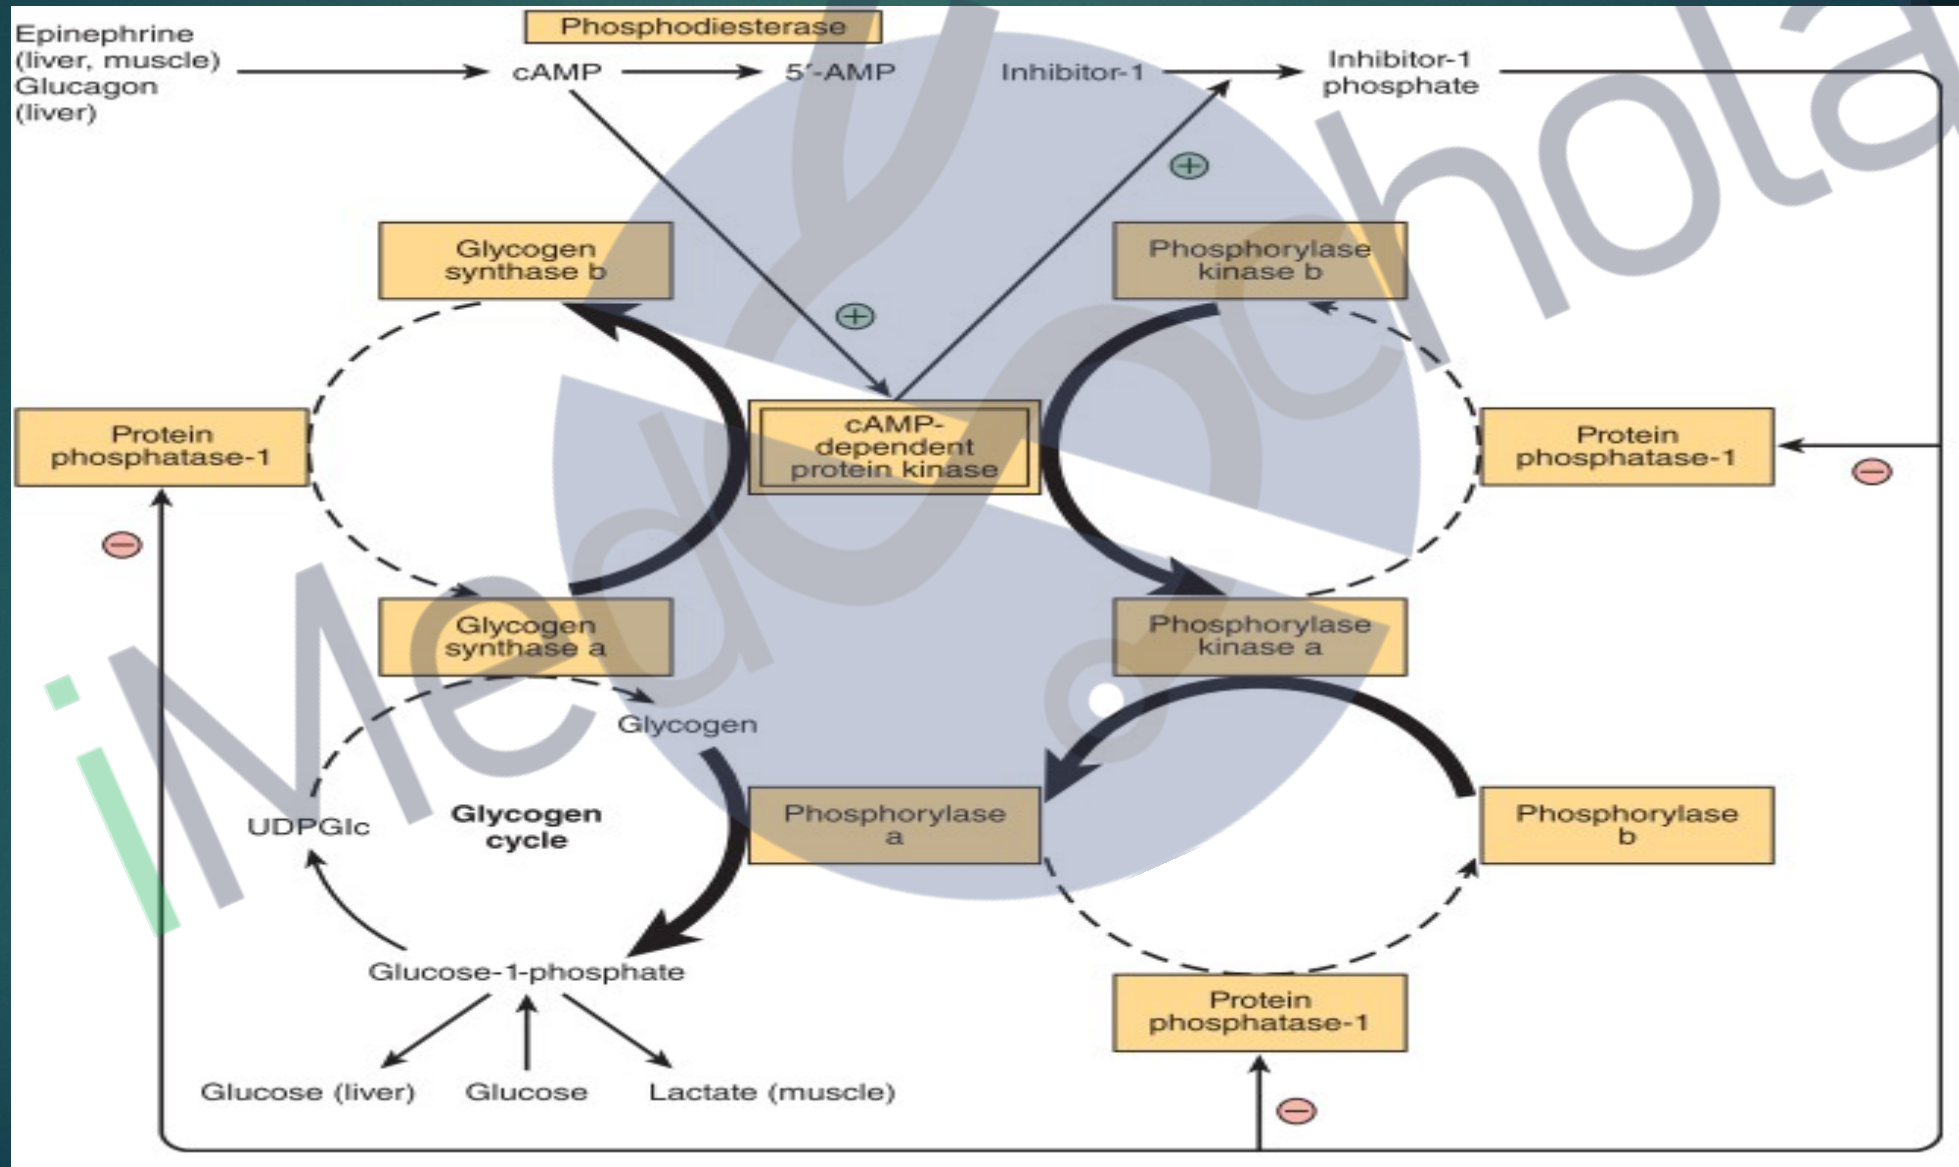 Epinephrine
(liver, muscle)
Glucagon
(liver)
Phosphodiesterase
cAMP
5´-AMP
Inhibitor-1
Inhibitor-1
phosphate
+
Glycogen
synthase b
Phosphorylase
kinase b
+
Protein
phosphatase-1
cAMP-
dependent
protein kinase
Protein
phosphatase-1
−
−
Glycogen
synthase a
Phosphorylase
kinase a
Glycogen
UDPGlc
Glycogen
cycle
Phosphorylase
a
Phosphorylase
b
Glucose-1-phosphate
Protein
phosphatase-1
Glucose (liver)
Glucose
Lactate (muscle)
−
iMedSchola